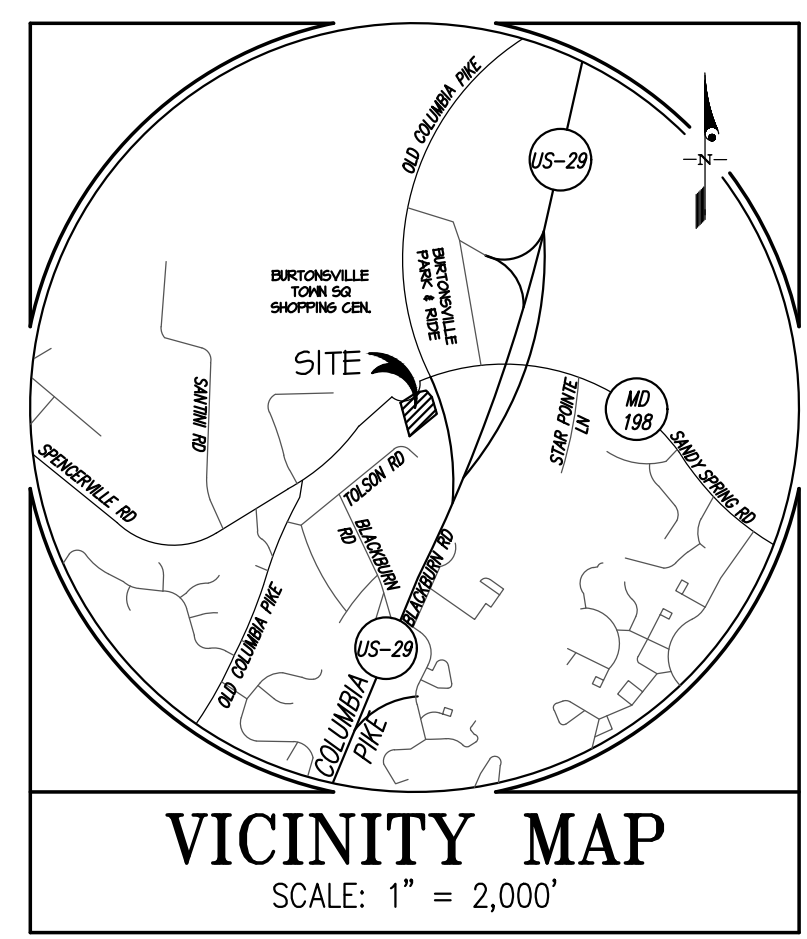 OLD COLUMBIA PIKE
US-29
N
BURTONSVILLE
TOWN SQ
SHOPPING CEN.
BURTONSVILLE
PARK & RIDE
SITE
SANTINI RD
STAR POINTE
LN
MD
198
SPENCERVILLE RD
TOLSON RD
SANDY SPRING RD
BLACKBURN
RD
BLACKBURN RD
OLD COLUMBIA PIKE
US-29
COLUMBIA
PIKE
VICINITY MAP
SCALE: 1" = 2,000'